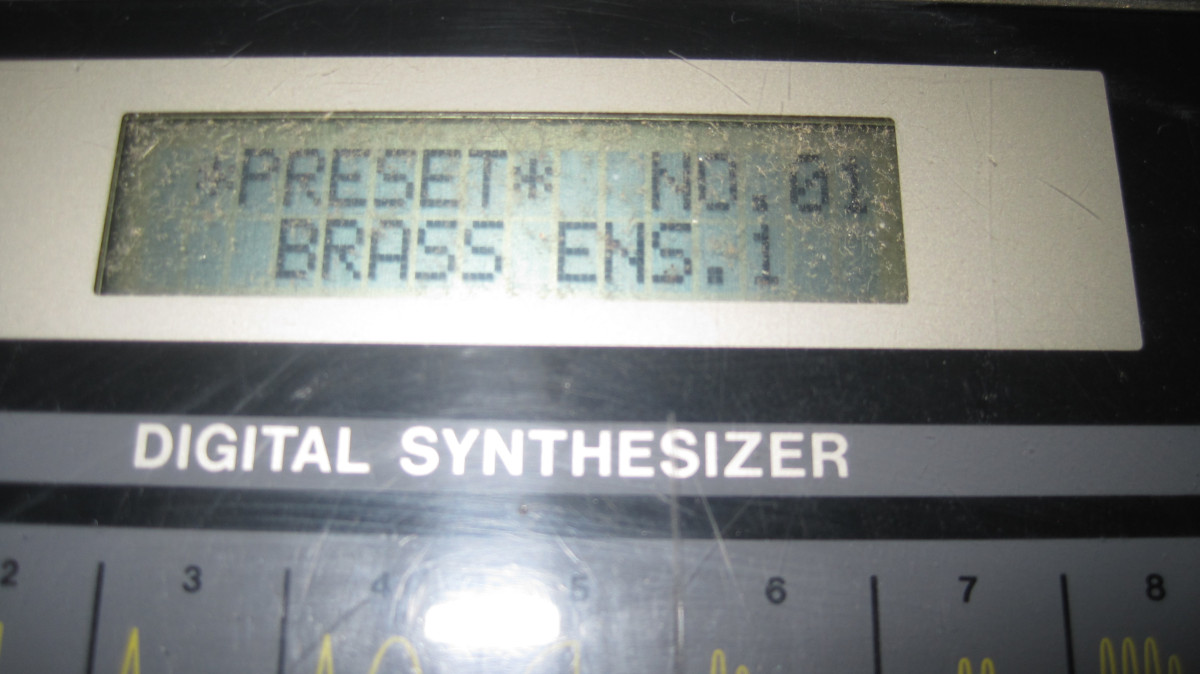 *PRESET* NO.01
BRASS ENS.1
DIGITAL SYNTHESIZER
2 3 4 5 6 7 8